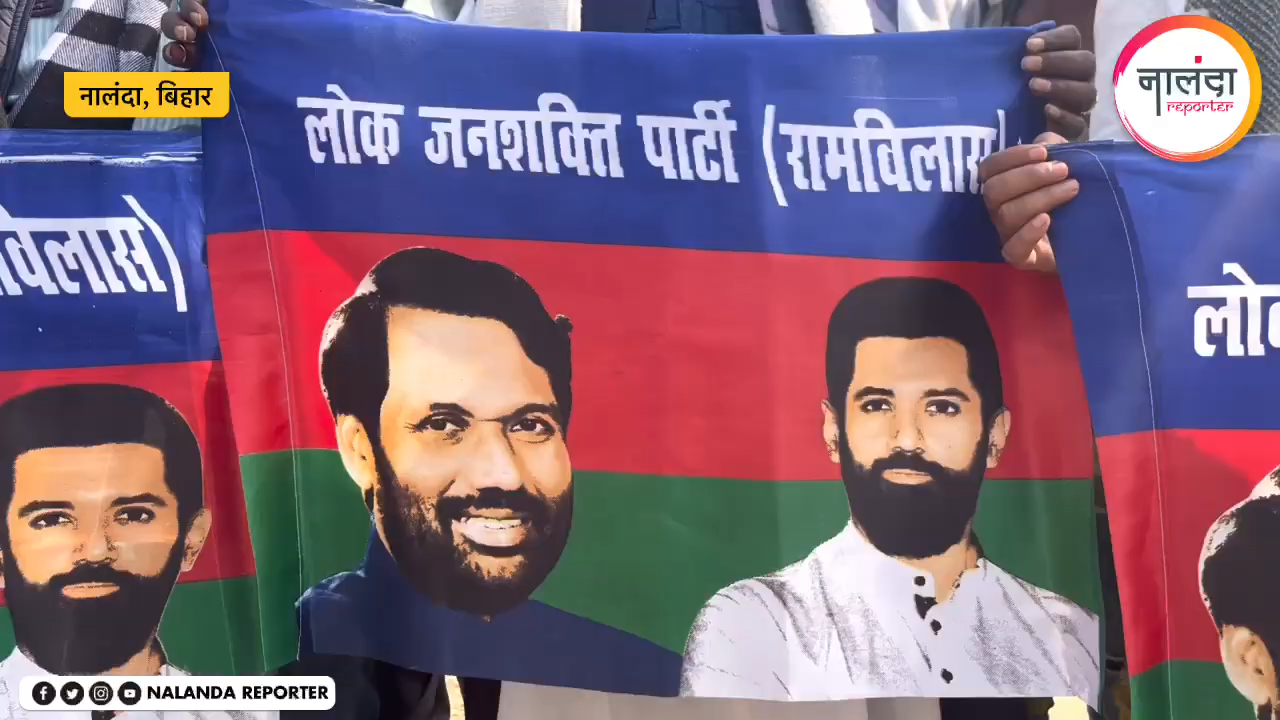 नालंदा, बिहार
नालंदा
reporter
लोक जनशक्ति पार्टी (रामविलास)
विलास)
NALANDA REPORTER